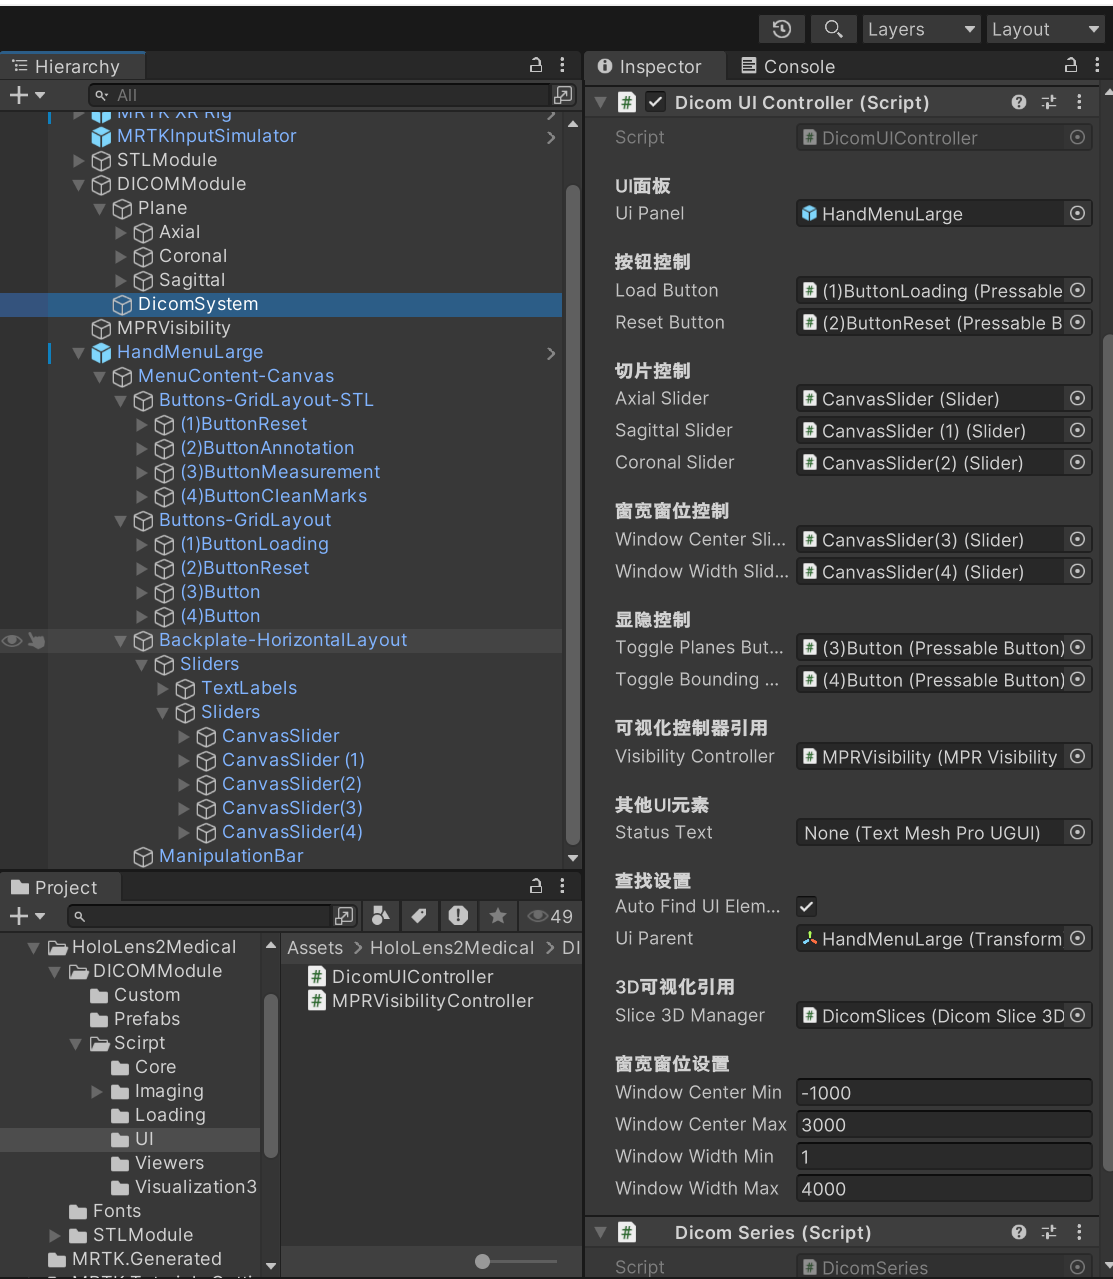 Layers
Layout
Hierarchy
All
MRTK XR Rig
MRTKInputSimulator
STLModule
DICOMModule
Plane
Axial
Coronal
Sagittal
DicomSystem
MPRVisibility
HandMenuLarge
MenuContent-Canvas
Buttons-GridLayout-STL
(1)ButtonReset
(2)ButtonAnnotation
(3)ButtonMeasurement
(4)ButtonCleanMarks
Buttons-GridLayout
(1)ButtonLoading
(2)ButtonReset
(3)Button
(4)Button
Backplate-HorizontalLayout
Sliders
TextLabels
Sliders
CanvasSlider
CanvasSlider (1)
CanvasSlider(2)
CanvasSlider(3)
CanvasSlider(4)
ManipulationBar
Project
49
HoloLens2Medical
DICOMModule
Custom
Prefabs
Scirpt
Core
Imaging
Loading
UI
Viewers
Visualization3
Fonts
STLModule
MRTK.Generated
Assets > HoloLens2Medical > DI
DicomUIController
MPRVisibilityController
Inspector
Console
# Dicom UI Controller (Script)
Script DicomUIController
UI面板
Ui Panel HandMenuLarge
按钮控制
Load Button (1)ButtonLoading (Pressable
Reset Button (2)ButtonReset (Pressable B
切片控制
Axial Slider CanvasSlider (Slider)
Sagittal Slider CanvasSlider (1) (Slider)
Coronal Slider CanvasSlider(2) (Slider)
窗宽窗位控制
Window Center Sli... CanvasSlider(3) (Slider)
Window Width Slid... CanvasSlider(4) (Slider)
显隐控制
Toggle Planes But... (3)Button (Pressable Button)
Toggle Bounding ... (4)Button (Pressable Button)
可视化控制器引用
Visibility Controller MPRVisibility (MPR Visibility
其他UI元素
Status Text None (Text Mesh Pro UGUI)
查找设置
Auto Find UI Elem...
Ui Parent HandMenuLarge (Transform
3D可视化引用
Slice 3D Manager DicomSlices (Dicom Slice 3D
窗宽窗位设置
Window Center Min -1000
Window Center Max 3000
Window Width Min 1
Window Width Max 4000
# Dicom Series (Script)
Script DicomSeries